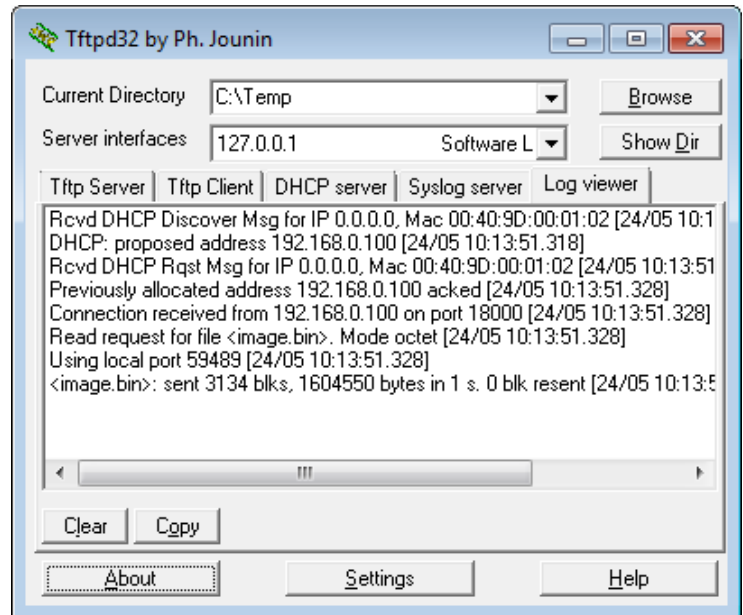 Tftpd32 by Ph. Jounin
Current Directory C:\Temp Browse
Server interfaces 127.0.0.1 Software L Show Dir
Tftp Server Tftp Client DHCP server Syslog server Log viewer
Rcvd DHCP Discover Msg for IP 0.0.0.0, Mac 00:40:9D:00:01:02 [24/05 10:1
DHCP: proposed address 192.168.0.100 [24/05 10:13:51.318]
Rcvd DHCP Rqst Msg for IP 0.0.0.0, Mac 00:40:9D:00:01:02 [24/05 10:13:51
Previously allocated address 192.168.0.100 acked [24/05 10:13:51.328]
Connection received from 192.168.0.100 on port 18000 [24/05 10:13:51.328]
Read request for file <image.bin>. Mode octet [24/05 10:13:51.328]
Using local port 59489 [24/05 10:13:51.328]
<image.bin>: sent 3134 blks, 1604550 bytes in 1 s. 0 blk resent [24/05 10:13:5
Clear Copy
About Settings Help